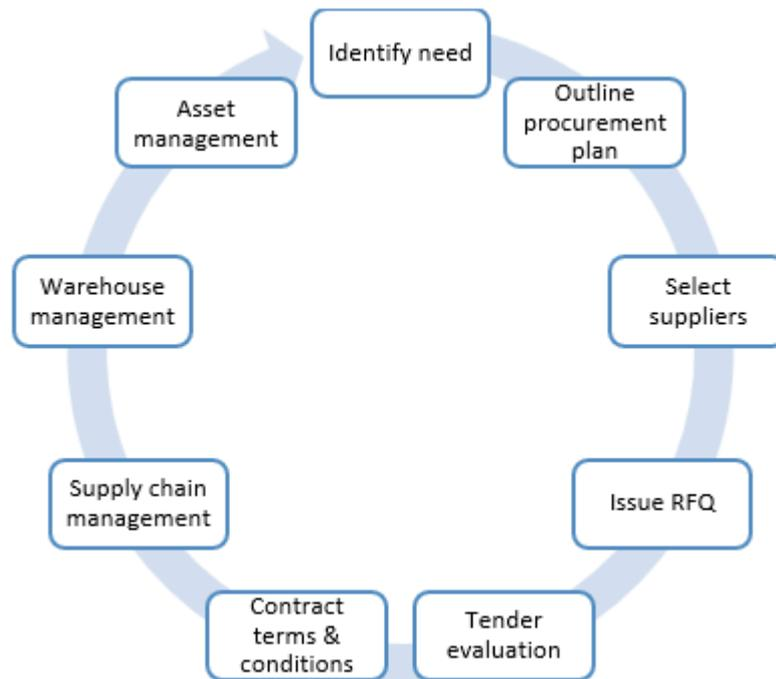 Identify need
Outline
procurement
plan
Select
suppliers
Issue RFQ
Tender
evaluation
Contract
terms &
conditions
Supply chain
management
Warehouse
management
Asset
management